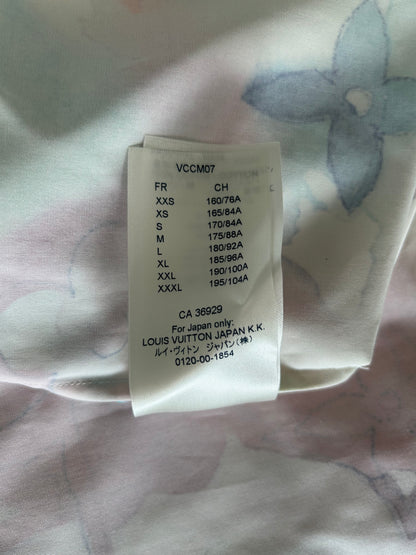 VCCM07
FR CH
XXS 160/76A
XS 165/84A
S 170/84A
M 175/88A
L 180/92A
XL 185/96A
XXL 190/100A
XXXL 195/104A
CA 36929
For Japan only:
LOUIS VUITTON JAPAN K.K.
ルイ・ヴィトン ジャパン(株)
0120-00-1854